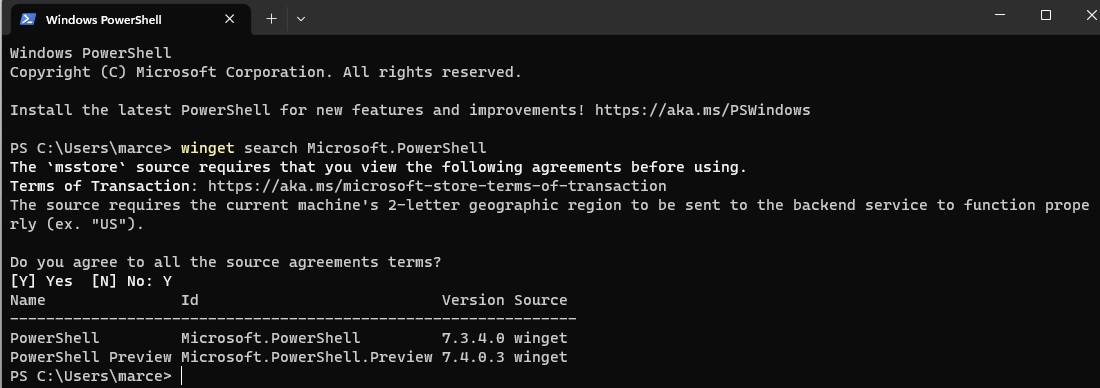 Windows PowerShell
Windows PowerShell
Copyright (C) Microsoft Corporation. All rights reserved.
Install the latest PowerShell for new features and improvements! https://aka.ms/PSWindows
PS C:\Users\marce> winget search Microsoft.PowerShell
The `msstore` source requires that you view the following agreements before using.
Terms of Transaction: https://aka.ms/microsoft-store-terms-of-transaction
The source requires the current machine's 2-letter geographic region to be sent to the backend service to function prope
rly (ex. "US").
Do you agree to all the source agreements terms?
[Y] Yes  [N] No: Y
Name               Id                           Version Source
---------------------------------------------------------------
PowerShell         Microsoft.PowerShell         7.3.4.0 winget
PowerShell Preview Microsoft.PowerShell.Preview 7.4.0.3 winget
PS C:\Users\marce>